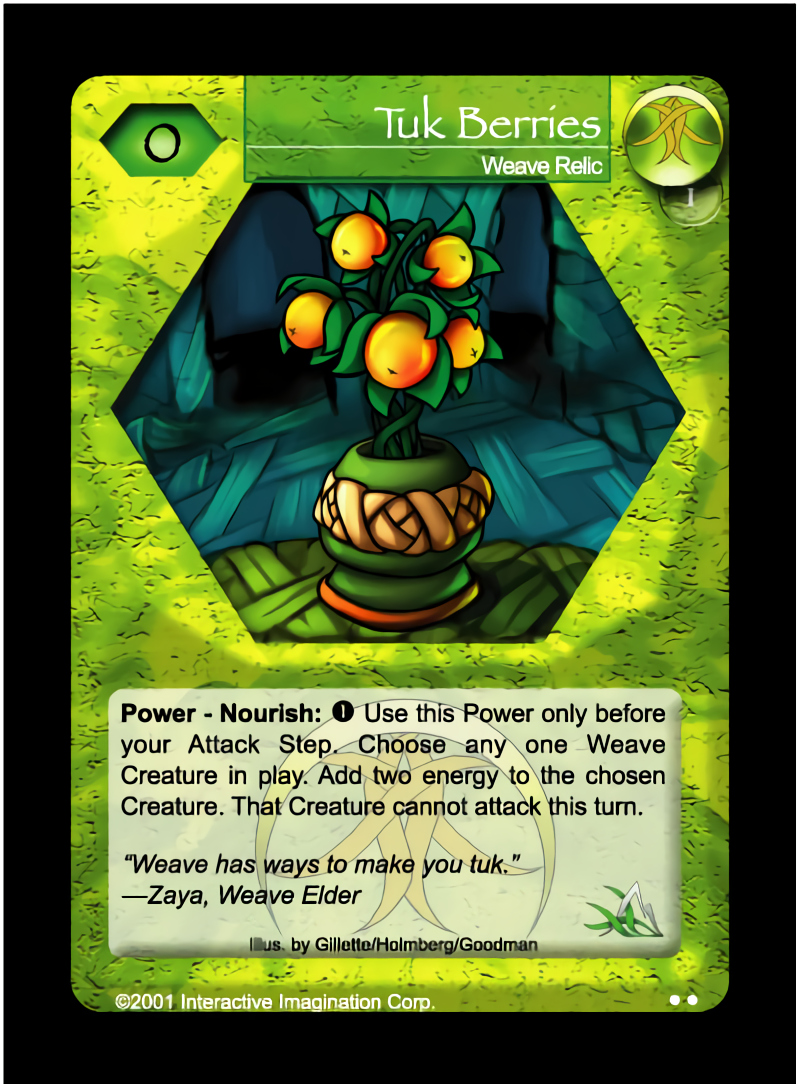 0
Tuk Berries
Weave Relic
I
Power - Nourish: ❶ Use this Power only before
your Attack Step. Choose any one Weave
Creature in play. Add two energy to the chosen
Creature. That Creature cannot attack this turn.
“Weave has ways to make you tuk.”
—Zaya, Weave Elder
Illus. by Gillette/Holmberg/Goodman
©2001 Interactive Imagination Corp.